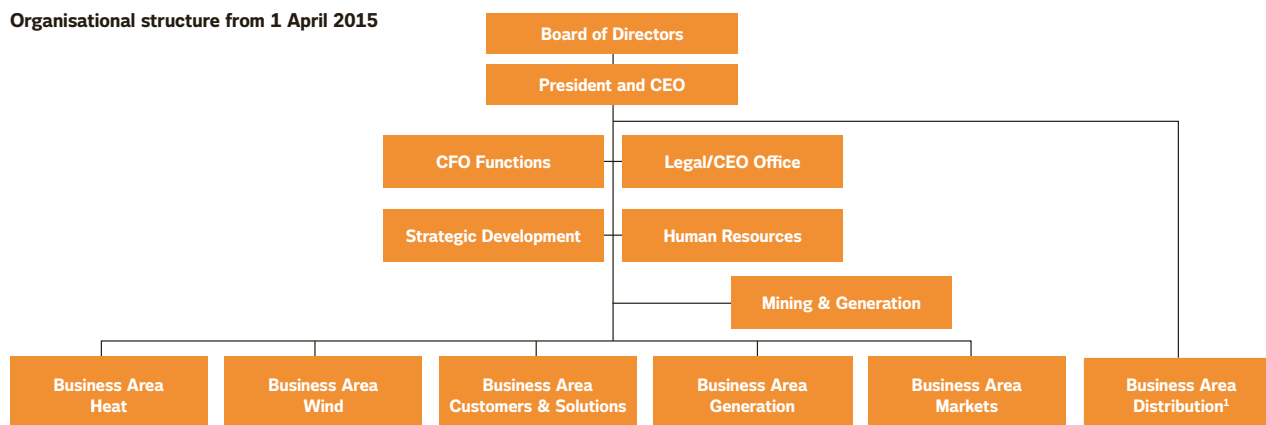 Organisational structure from 1 April 2015
Board of Directors
President and CEO
CFO Functions
Legal/CEO Office
Strategic Development
Human Resources
Mining & Generation
Business Area
Heat
Business Area
Wind
Business Area
Customers & Solutions
Business Area
Generation
Business Area
Markets
Business Area
Distribution¹